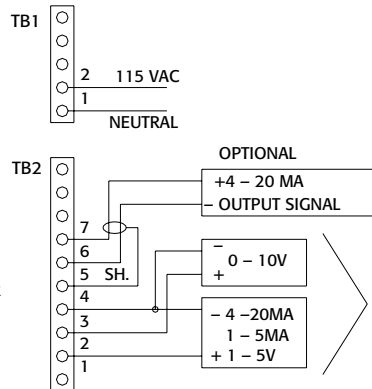 TB1
2 115 VAC
1
NEUTRAL
TB2
OPTIONAL
+4 – 20 MA
– OUTPUT SIGNAL
7
6
5 SH.
4
3
2
1
–
0 – 10V
+
– 4 –20MA
1 – 5MA
+ 1 – 5V